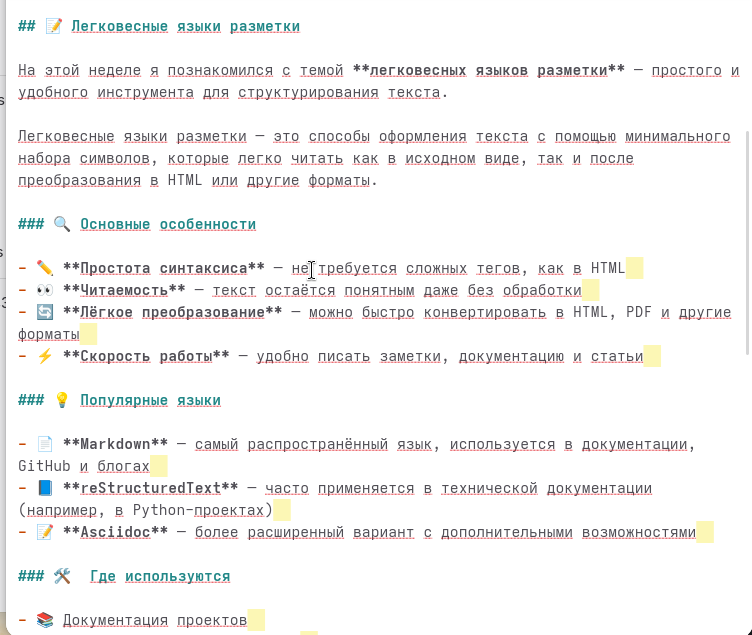 ## 📝 Легковесные языки разметки
На этой неделе я познакомился с темой **легковесных языков разметки** — простого и
удобного инструмента для структурирования текста.
Легковесные языки разметки — это способы оформления текста с помощью минимального
набора символов, которые легко читать как в исходном виде, так и после
преобразования в HTML или другие форматы.
### 🔍 Основные особенности
- ✏️ **Простота синтаксиса** — не требуется сложных тегов, как в HTML
- 👀 **Читаемость** — текст остаётся понятным даже без обработки
- 🔄 **Лёгкое преобразование** — можно быстро конвертировать в HTML, PDF и другие
форматы
- ⚡ **Скорость работы** — удобно писать заметки, документацию и статьи
### 💡 Популярные языки
- 📄 **Markdown** — самый распространённый язык, используется в документации,
GitHub и блогах
- 📘 **reStructuredText** — часто применяется в технической документации
(например, в Python-проектах)
- 📝 **Asciidoc** — более расширенный вариант с дополнительными возможностями
### 🛠️ Где используются
- 📚 Документация проектов